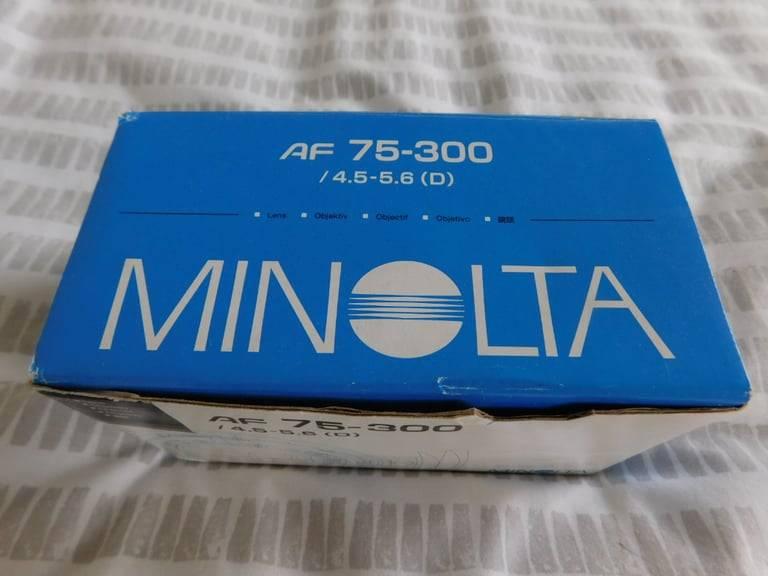 AF 75-300
/4.5-5.6 (D)
▪ Lens ▪ Objektiv ▪ Objectif ▪ Objetivo ▪ 鏡頭
MINOLTA
AF 75-300
/4.5-5.6 (D)
MINOLTA